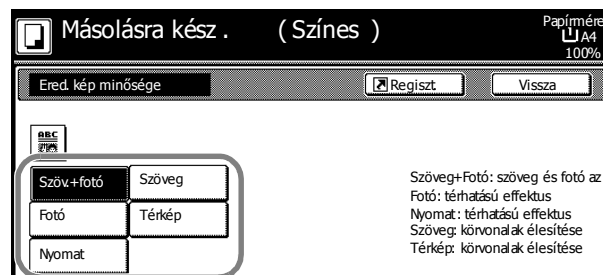 Másolásra kész . ( Színes )
Papírmére
A4
100%
Ered. kép minősége
Regiszt
Vissza
ABC
Szöv.+fotó
Szöveg
Fotó
Térkép
Nyomat
Szöveg+Fotó: szöveg és fotó az
Fotó: térhatású effektus
Nyomat: térhatású effektus
Szöveg: körvonalak élesítése
Térkép: körvonalak élesítése